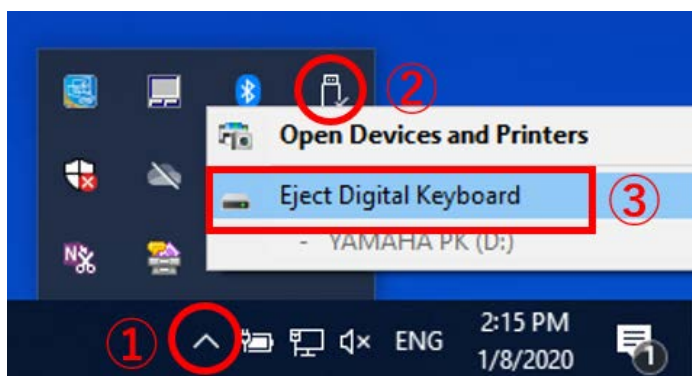 ②
Open Devices and Printers
Eject Digital Keyboard ③
- YAMAHA PK (D:)
N
① ENG 2:15 PM
1/8/2020 1